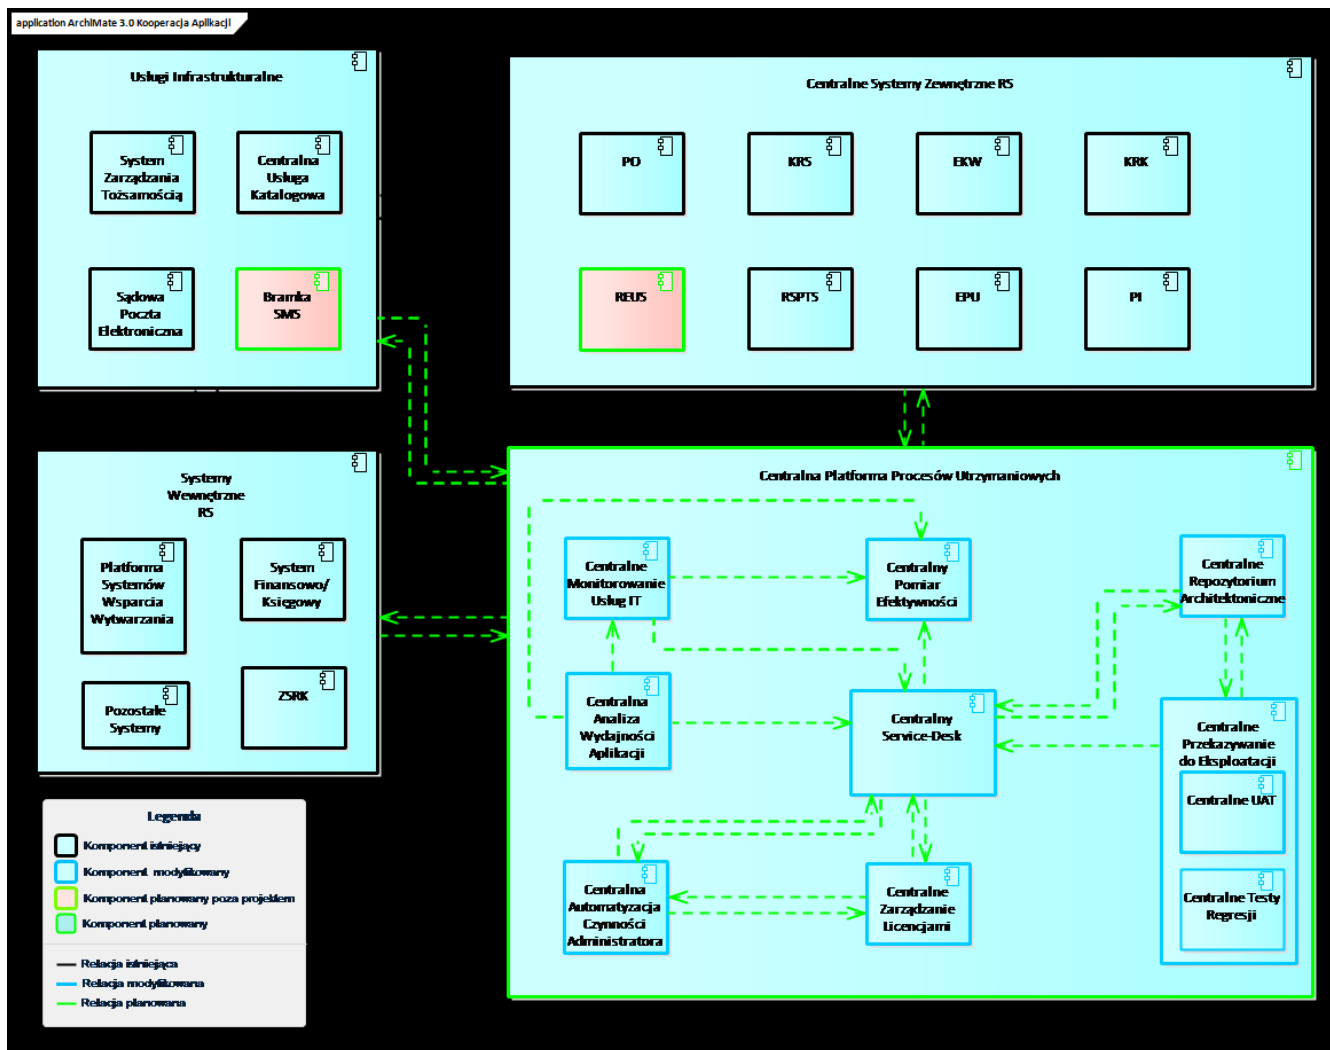 application ArchiMate 3.0 Kooperacja Aplikacji
Usługi Infrastrukturalne
System
Zarządzania
Tożsamością
Centralna
Usługa
Katalogowa
Sądowa
Poczta
Elektroniczna
Bramka
SMS
Centralne Systemy Zewnętrzne RS
PO
KRS
EKW
KRK
REUS
RSPTS
EPU
PI
Systemy
Wewnętrzne
RS
Platforma
Systemów
Wsparcia
Wytwarzania
System
Finansowo/
Księgowy
Pozostałe
Systemy
ZSRK
Centralna Platforma Procesów Utrzymaniowych
Centralne
Monitorowanie
Usług IT
Centralny
Pomiar
Efektywności
Centralne
Repozytorium
Architektoniczne
Centralna
Analiza
Wydajności
Aplikacji
Centralny
Service-Desk
Centralne
Przekazywanie
do Eksploatacji
Centralne UAT
Centralne Testy
Regresji
Centralna
Automatyzacja
Czynności
Administratora
Centralne
Zarządzanie
Licencjami
Legenda
Komponent istniejący
Komponent modyfikowany
Komponent planowany poza projektem
Komponent planowany
Relacja istniejąca
Relacja modyfikowana
Relacja planowana